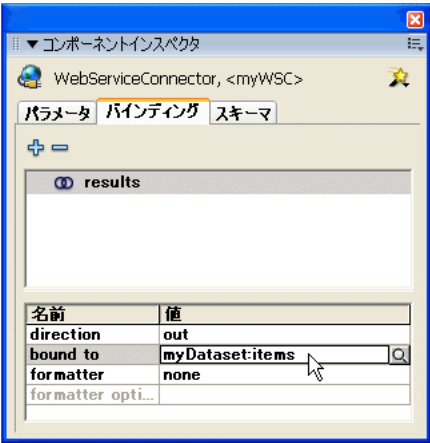 ▼ コンポーネントインスペクタ
WebServiceConnector, <myWSC>
パラメータ バインディング スキーマ
results
名前 値
direction out
bound to myDataset:items
formatter none
formatter opti...